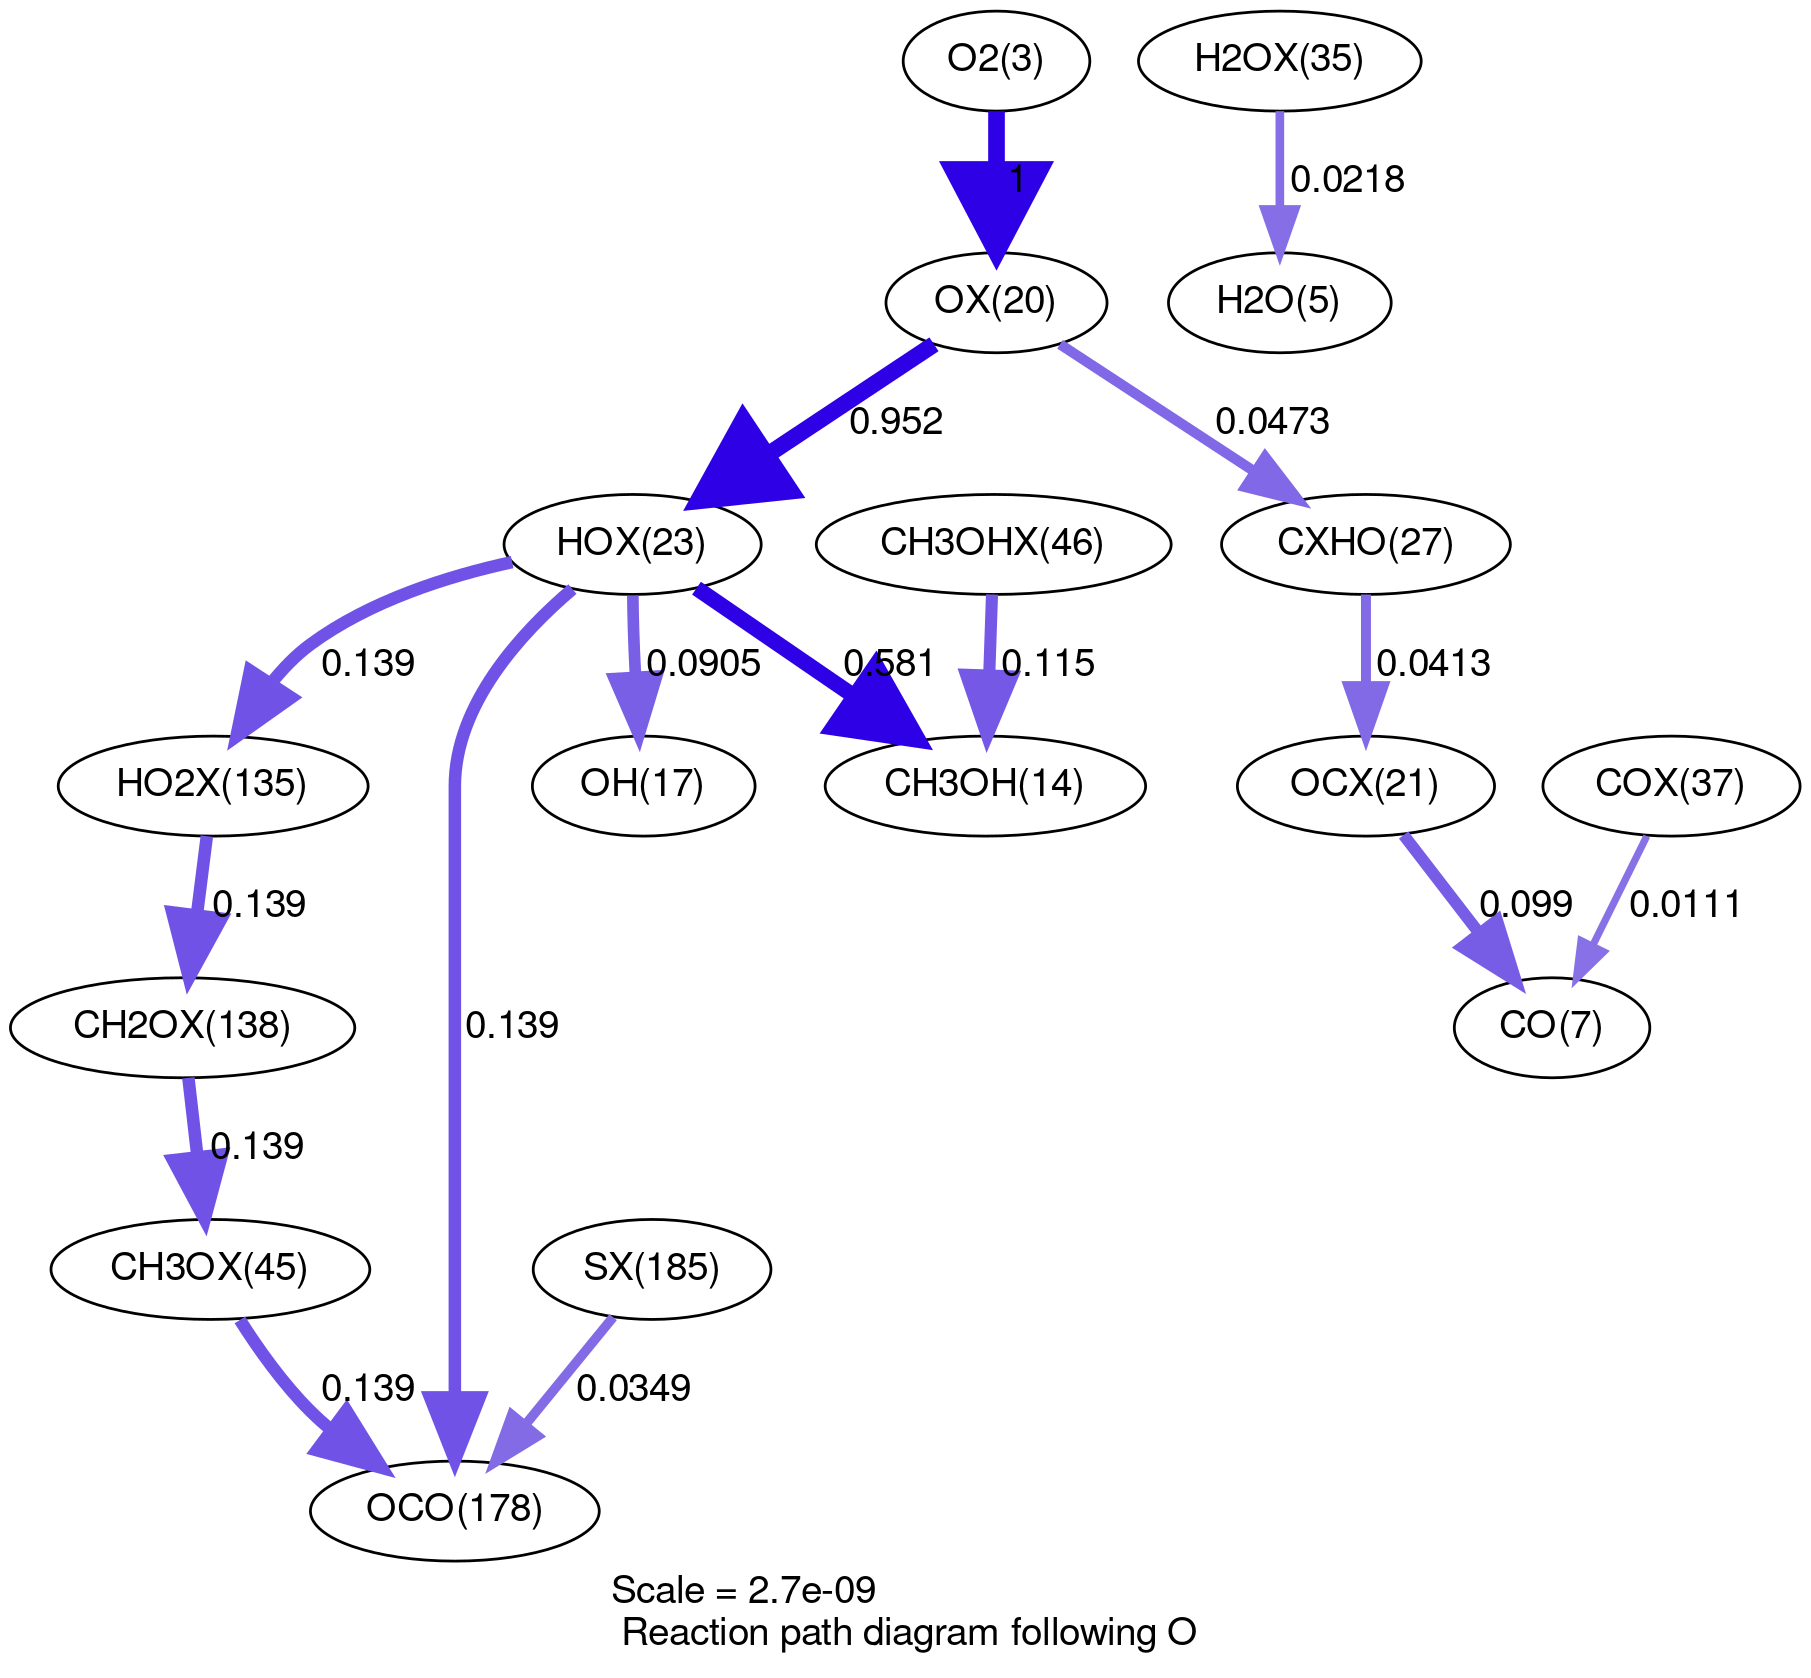 O2(3)
H2OX(35)
1
0.0218
OX(20)
H2O(5)
0.952
0.0473
HOX(23)
CH3OHX(46)
CXHO(27)
0.139
0.0905
0.581
0.115
0.0413
HO2X(135)
OH(17)
CH3OH(14)
OCX(21)
COX(37)
0.139
0.099
0.0111
CH2OX(138)
0.139
CO(7)
0.139
CH3OX(45)
SX(185)
0.139
0.0349
OCO(178)
Scale = 2.7e-09
Reaction path diagram following O